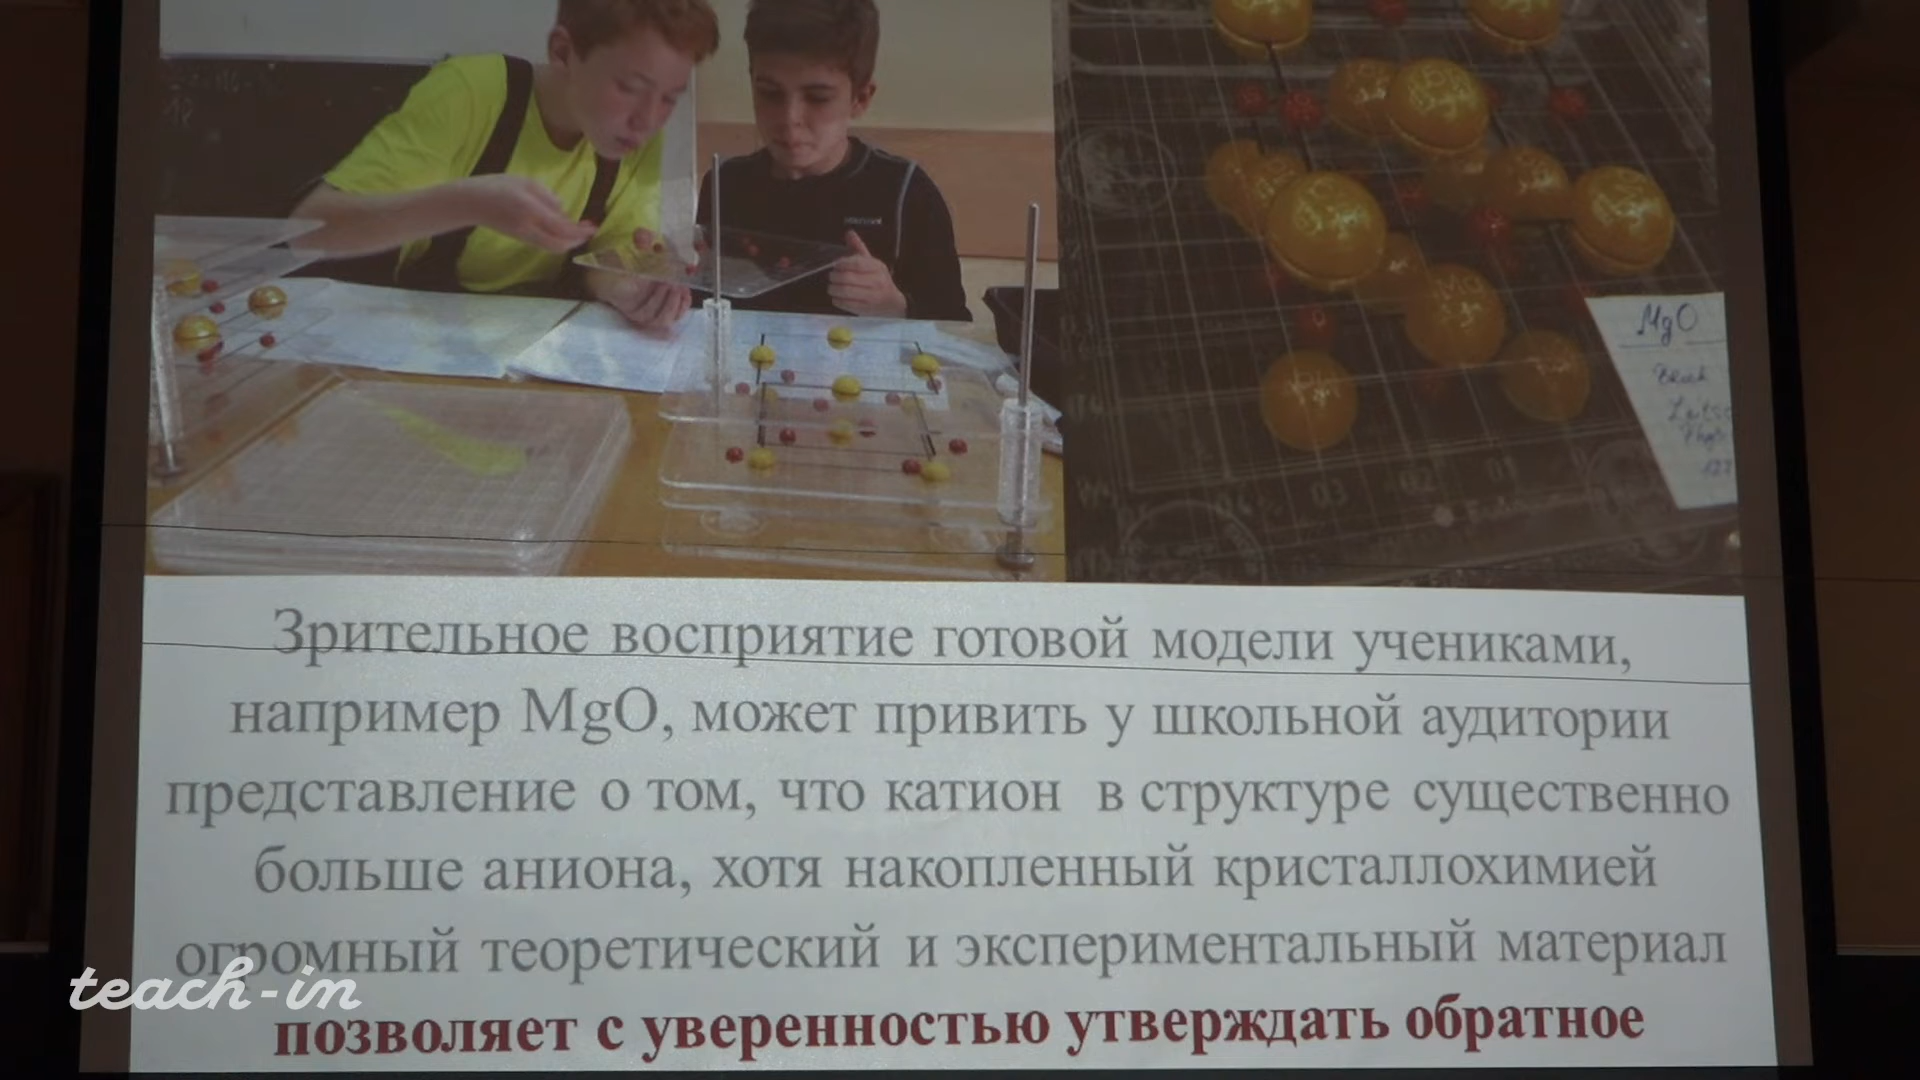 MgO
Зрительное восприятие готовой модели учениками,
например MgO, может привить у школьной аудитории
представление о том, что катион в структуре существенно
больше аниона, хотя накопленный кристаллохимией
огромный теоретический и экспериментальный материал
позволяет с уверенностью утверждать обратное
teach-in